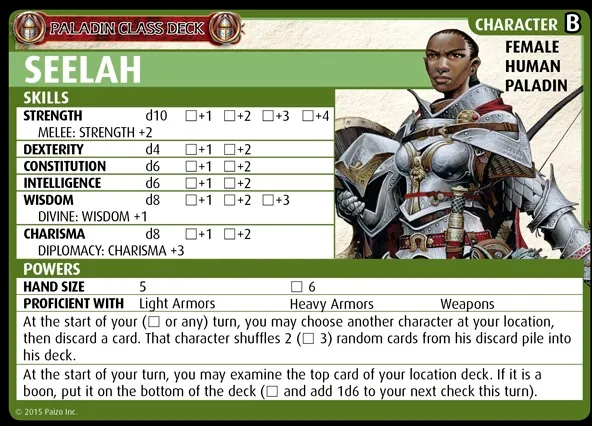 PALADIN CLASS DECK
CHARACTER B
SEELAH
FEMALE
HUMAN
PALADIN
SKILLS
STRENGTH d10 □+1 □+2 □+3 □+4
MELEE: STRENGTH +2
DEXTERITY d4 □+1 □+2
CONSTITUTION d6 □+1 □+2
INTELLIGENCE d6 □+1 □+2
WISDOM d8 □+1 □+2 □+3
DIVINE: WISDOM +1
CHARISMA d8 □+1 □+2
DIPLOMACY: CHARISMA +3
POWERS
HAND SIZE 5 □ 6
PROFICIENT WITH Light Armors Heavy Armors Weapons
At the start of your (□ or any) turn, you may choose another character at your location,
then discard a card. That character shuffles 2 (□ 3) random cards from his discard pile into
his deck.
At the start of your turn, you may examine the top card of your location deck. If it is a
boon, put it on the bottom of the deck (□ and add 1d6 to your next check this turn).
© 2015 Paizo Inc.